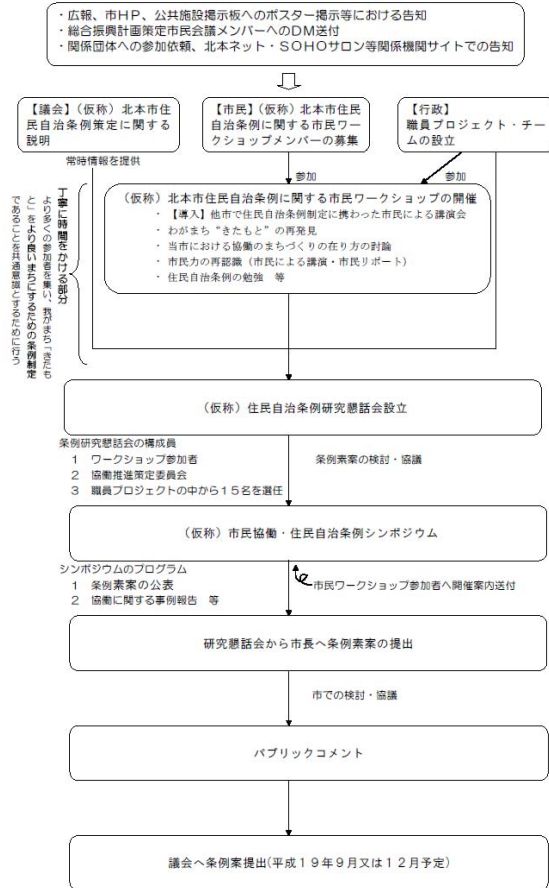 ・広報、市ＨＰ、公共施設掲示板へのポスター掲示等における告知
・総合振興計画策定市民会議メンバーへのＤＭ送付
・関係団体への参加依頼、北本ネット・ＳＯＨＯサロン等関係機関サイトでの告知
【議会】（仮称）北本市住
民自治条例策定に関する
説明
【市民】（仮称）北本市住民
自治条例に関する市民ワー
クショップメンバーの募集
【行政】
職員プロジェクト・チー
ムの設立
常時情報を提供
参加
参加
（仮称）北本市住民自治条例に関する市民ワークショップの開催
・【導入】他市で住民自治条例制定に携わった市民による講演会
・わがまち“きたもと”の再発見
・当市における協働のまちづくりの在り方の討論
・市民力の再認識（市民による講演・市民リポート）
・住民自治条例の勉強　等
丁寧に時間をかける部分
より多くの参加者を集い、我がまち「きたも
と」をより良いまちにするための条例制定
であることを共通意識とするために行う
（仮称）住民自治条例研究懇話会設立
条例研究懇話会の構成員
１　ワークショップ参加者
２　協働推進策定委員会
３　職員プロジェクトの中から１５名を選任
条例素案の検討・協議
（仮称）市民協働・住民自治条例シンポジウム
シンポジウムのプログラム
１　条例素案の公表
２　協働に関する事例報告　等
市民ワークショップ参加者へ開催案内送付
研究懇話会から市長へ条例素案の提出
市での検討・協議
パブリックコメント
議会へ条例案提出(平成１９年９月又は１２月予定)